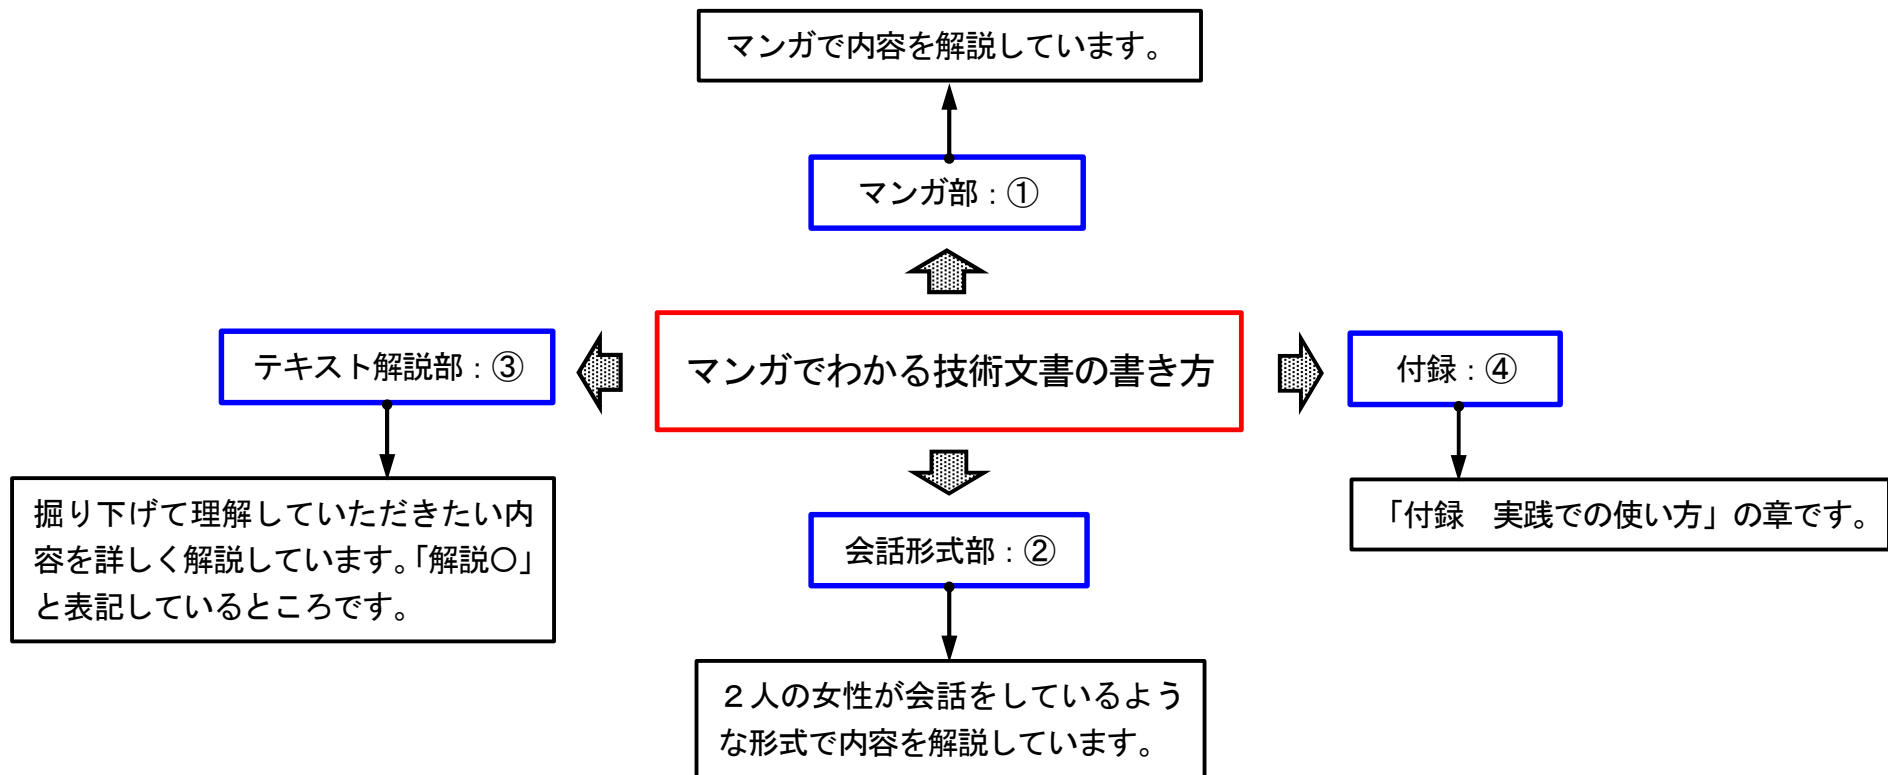 マンガで内容を解説しています。
マンガ部：①
テキスト解説部：③
マンガでわかる技術文書の書き方
付録：④
掘り下げて理解していただきたい内
容を詳しく解説しています。「解説〇」
と表記しているところです。
「付録　実践での使い方」の章です。
会話形式部：②
２人の女性が会話をしているよう
な形式で内容を解説しています。